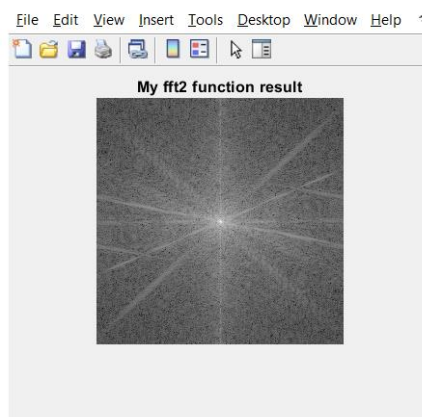 File Edit View Insert Tools Desktop Window Help
My fft2 function result